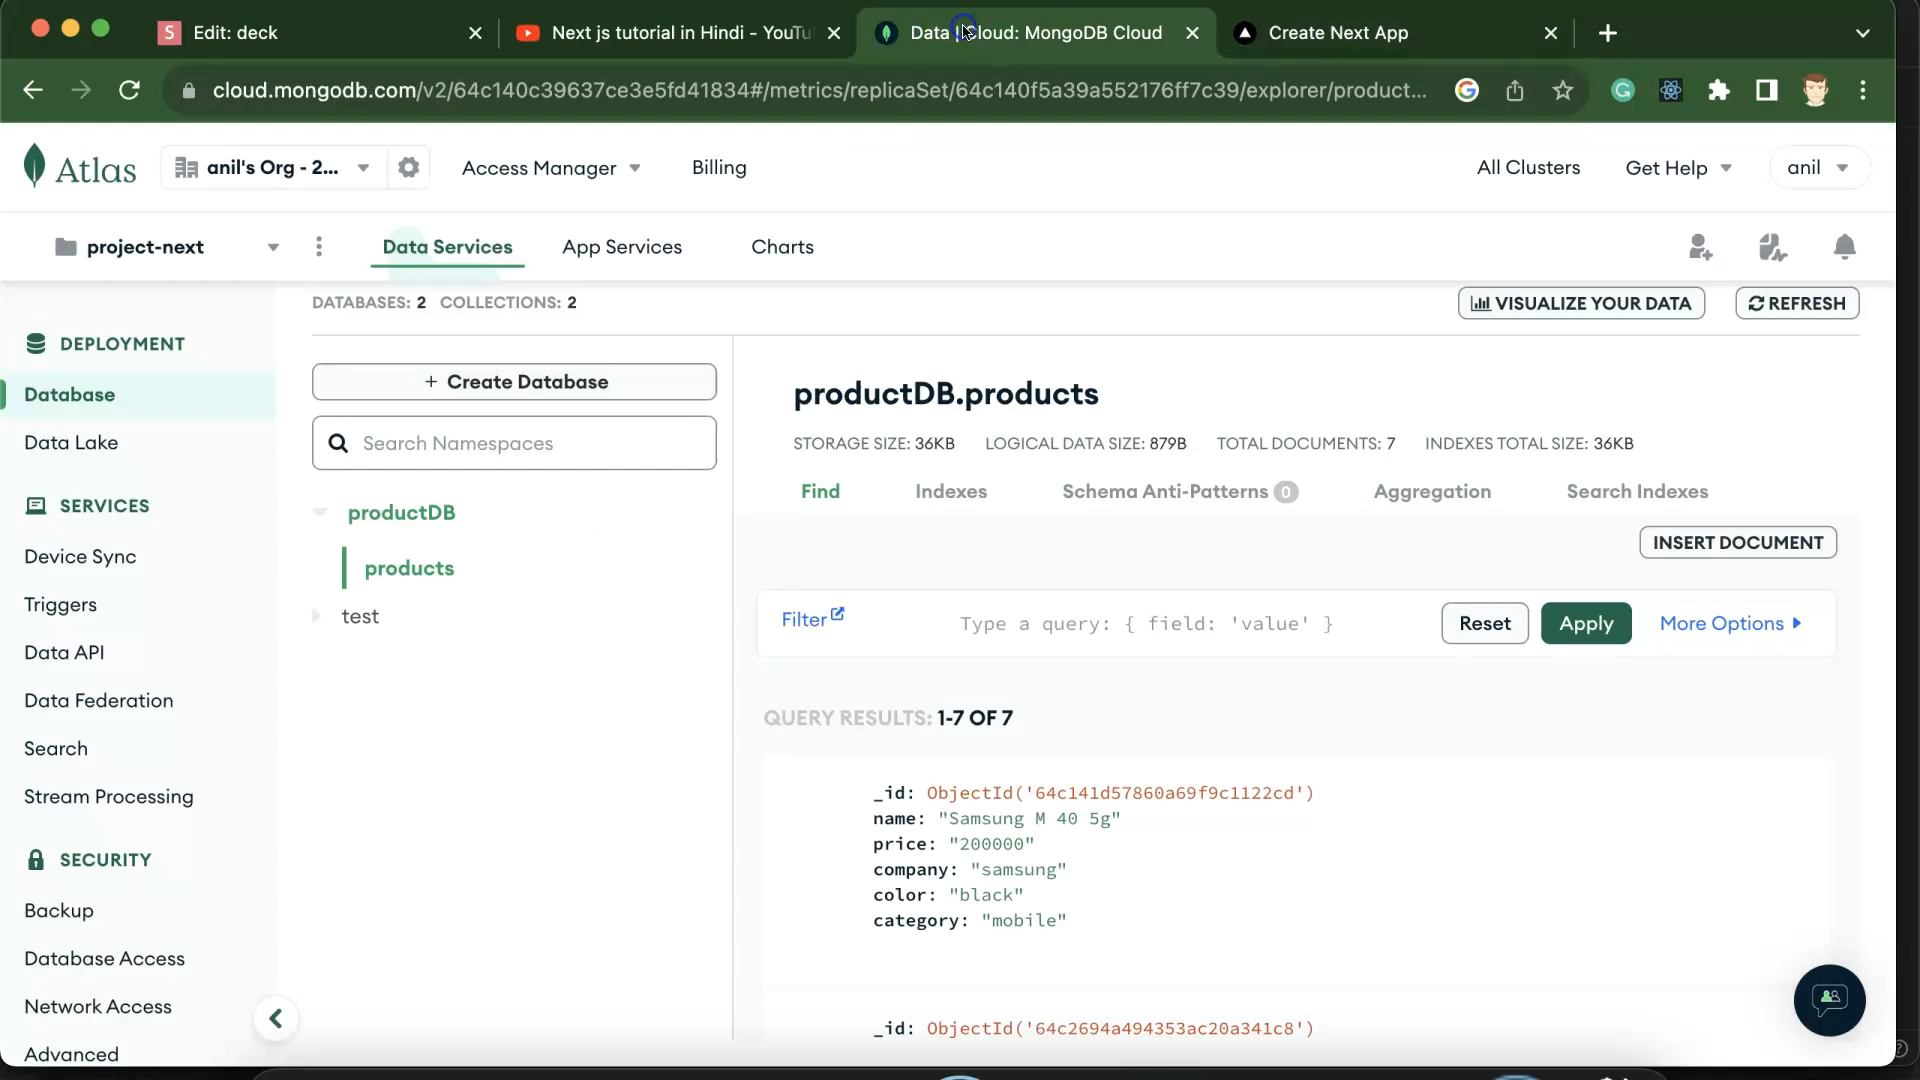 Edit: deck
Next js tutorial in Hindi - YouTu
Data | Cloud: MongoDB Cloud
Create Next App
cloud.mongodb.com/v2/64c140c39637ce3e5fd41834#/metrics/replicaSet/64c140f5a39a552176ff7c39/explorer/product...
Atlas
anil's Org - 2...
Access Manager
Billing
All Clusters
Get Help
anil
project-next
Data Services
App Services
Charts
DATABASES: 2 COLLECTIONS: 2
VISUALIZE YOUR DATA
REFRESH
DEPLOYMENT
Database
Data Lake
SERVICES
Device Sync
Triggers
Data API
Data Federation
Search
Stream Processing
SECURITY
Backup
Database Access
Network Access
Advanced
+ Create Database
Search Namespaces
productDB
products
test
productDB.products
STORAGE SIZE: 36KB LOGICAL DATA SIZE: 879B TOTAL DOCUMENTS: 7 INDEXES TOTAL SIZE: 36KB
Find
Indexes
Schema Anti-Patterns 0
Aggregation
Search Indexes
INSERT DOCUMENT
Filter
Type a query: { field: 'value' }
Reset
Apply
More Options
QUERY RESULTS: 1-7 OF 7
_id: ObjectId('64c141d57860a69f9c1122cd')
name: "Samsung M 40 5g"
price: "200000"
company: "samsung"
color: "black"
category: "mobile"
_id: ObjectId('64c2694a494353ac20a341c8')